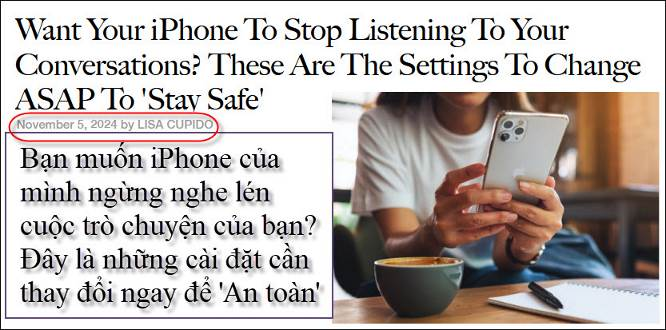 Want Your iPhone To Stop Listening To Your
Conversations? These Are The Settings To Change
ASAP To 'Stay Safe'
November 5, 2024 by LISA CUPIDO
Bạn muốn iPhone của
mình ngừng nghe lén
cuộc trò chuyện của bạn?
Đây là những cài đặt cần
thay đổi ngay để 'An toàn'